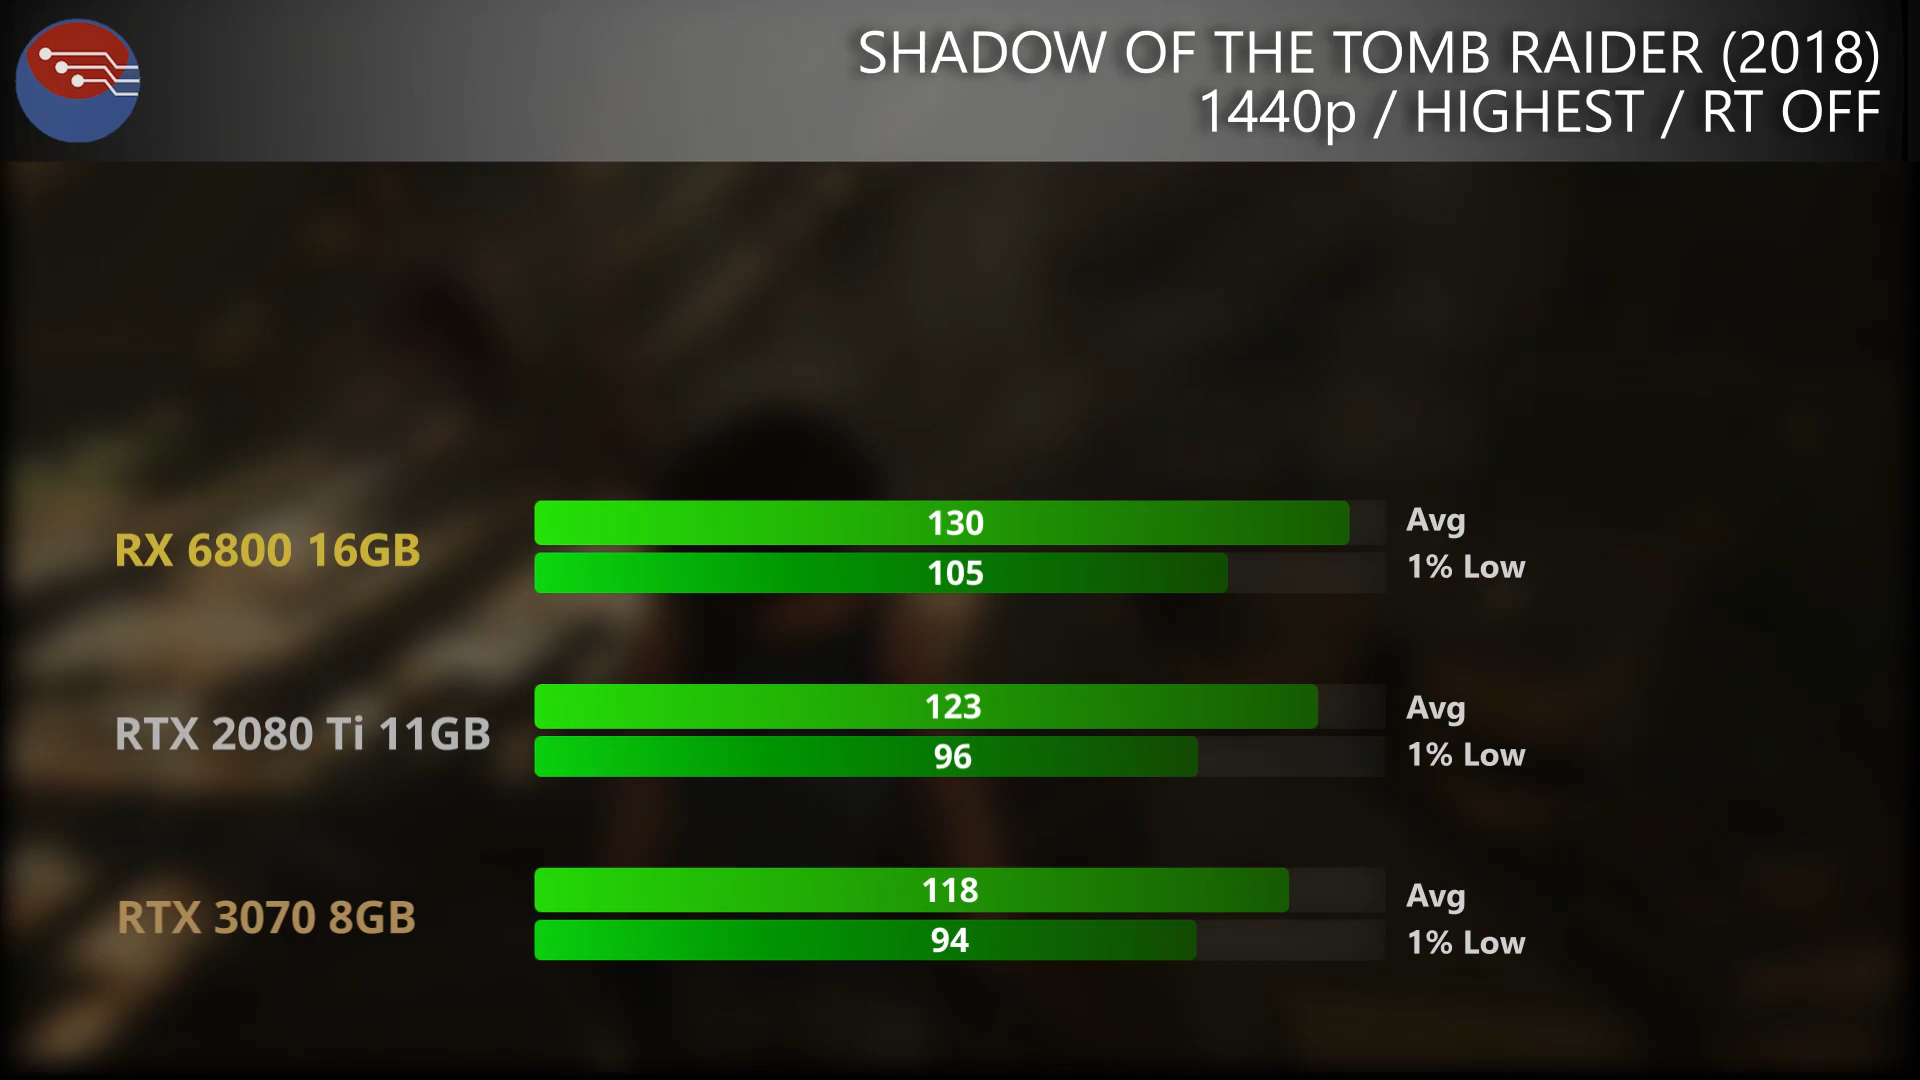 SHADOW OF THE TOMB RAIDER (2018)
1440p / HIGHEST / RT OFF
RX 6800 16GB
130
Avg
105
1% Low
RTX 2080 Ti 11GB
123
Avg
96
1% Low
RTX 3070 8GB
118
Avg
94
1% Low